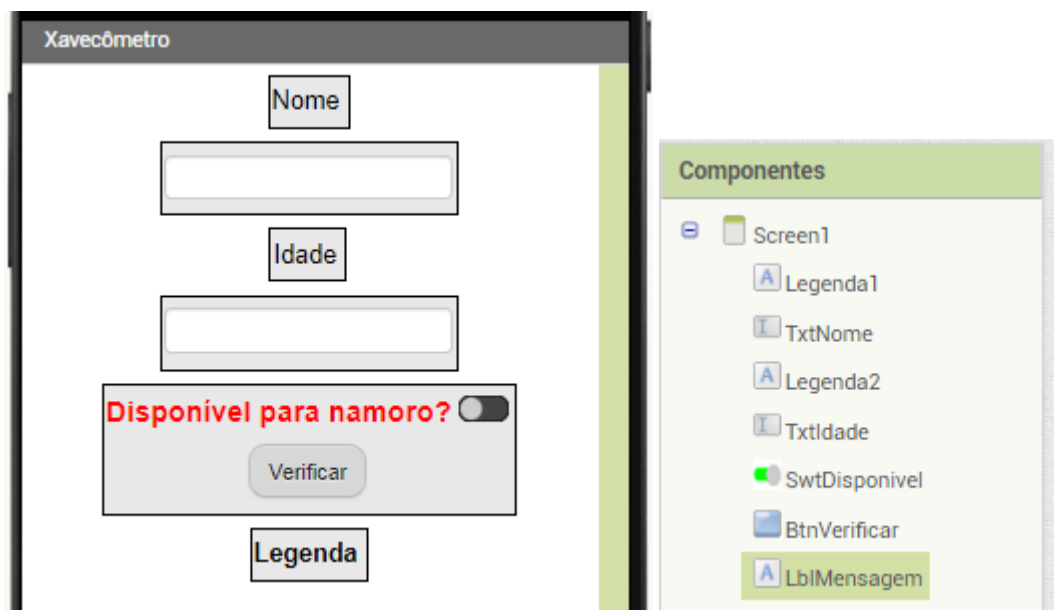 Xavecômetro
Nome
Idade
Disponível para namoro?
Verificar
Legenda
Componentes
Screen1
A Legenda1
I TxtNome
A Legenda2
I TxtIdade
SwtDisponivel
BtnVerificar
A LblMensagem